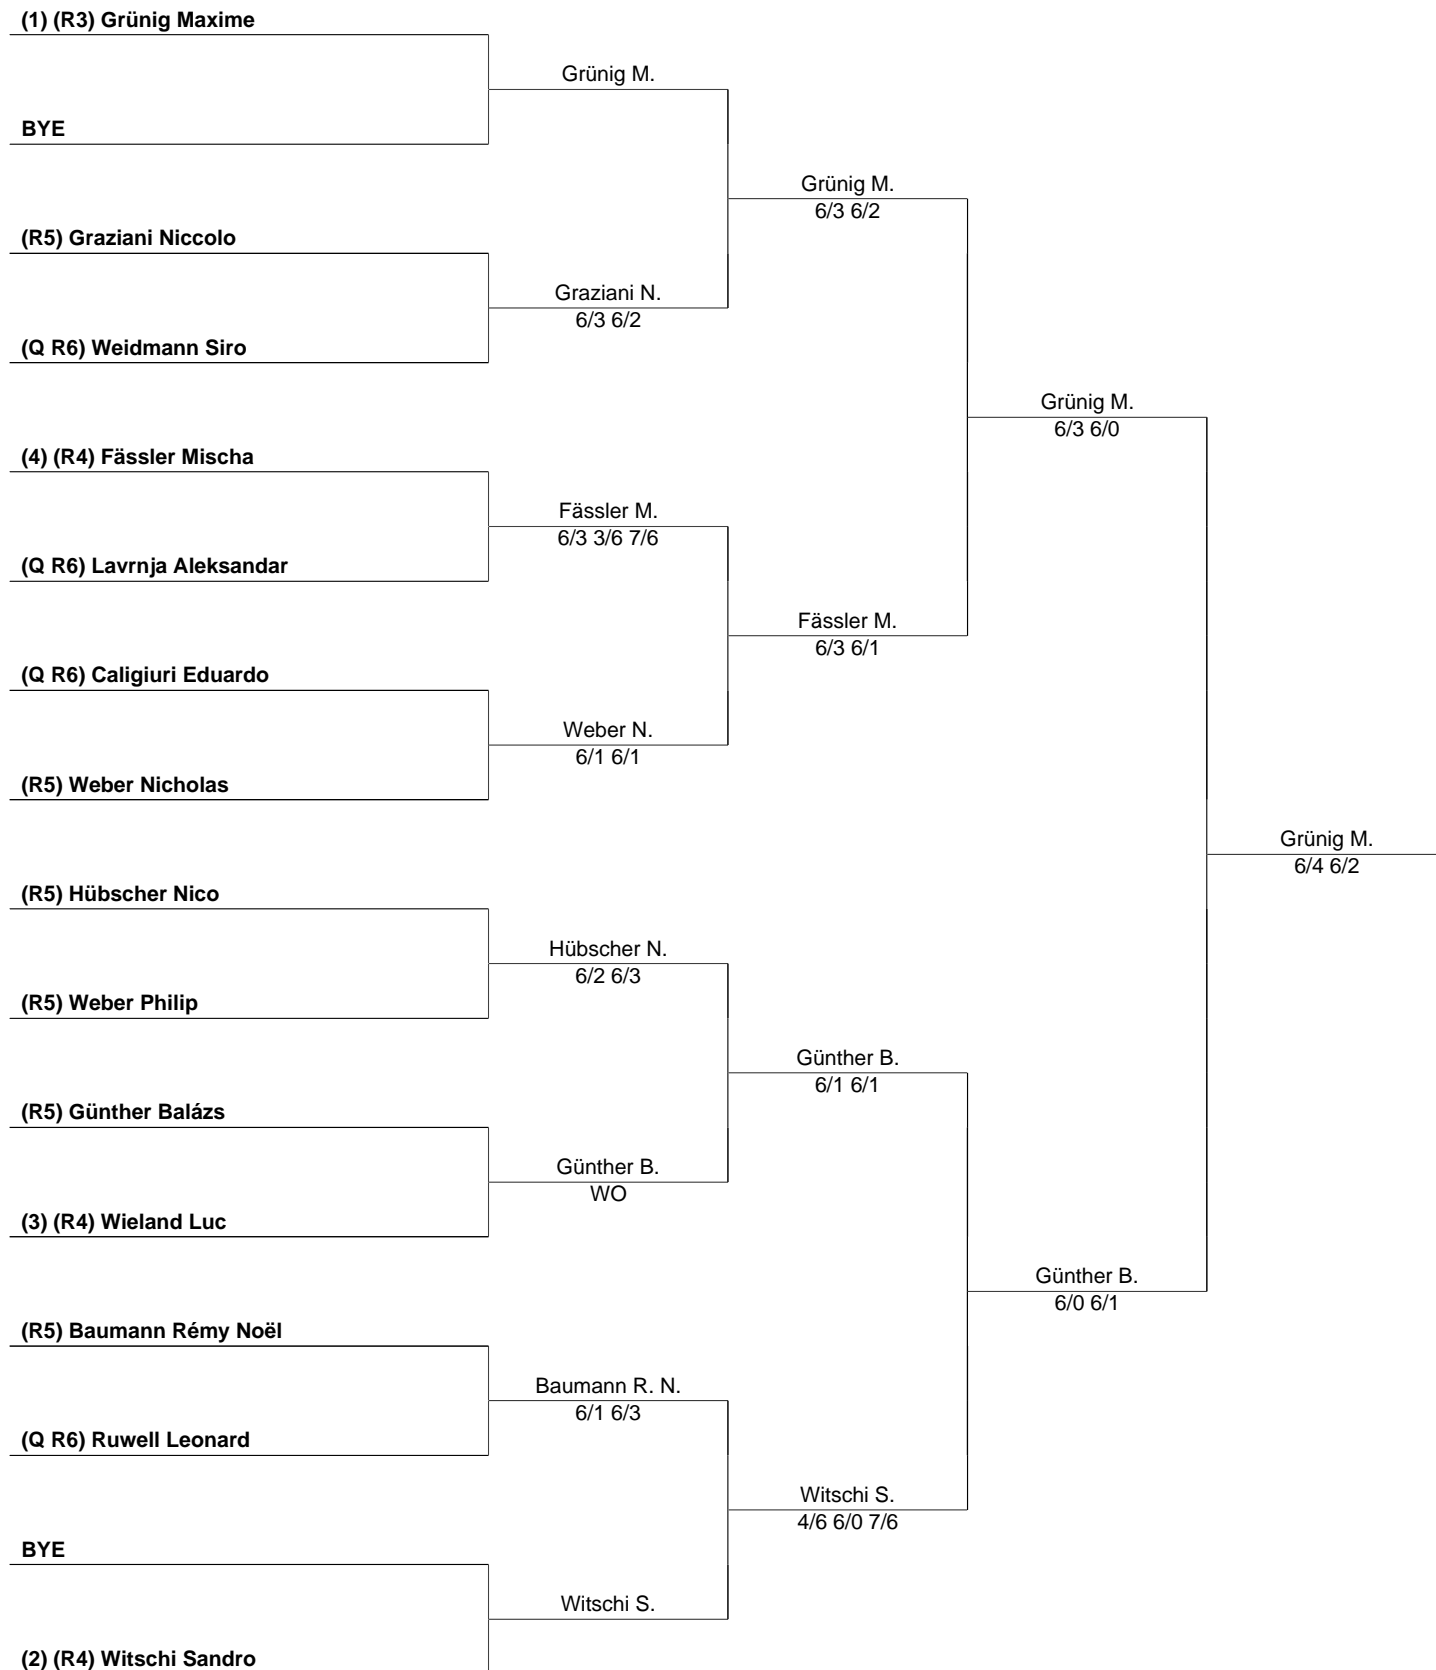 (1) (R3) Grünig Maxime
Grünig M.
BYE
Grünig M.
6/3 6/2
(R5) Graziani Niccolo
Graziani N.
6/3 6/2
(Q R6) Weidmann Siro
Grünig M.
6/3 6/0
(4) (R4) Fässler Mischa
Fässler M.
6/3 3/6 7/6
(Q R6) Lavrnja Aleksandar
Fässler M.
6/3 6/1
(Q R6) Caligiuri Eduardo
Weber N.
6/1 6/1
(R5) Weber Nicholas
Grünig M.
6/4 6/2
(R5) Hübscher Nico
Hübscher N.
6/2 6/3
(R5) Weber Philip
Günther B.
6/1 6/1
(R5) Günther Balázs
Günther B.
WO
(3) (R4) Wieland Luc
Günther B.
6/0 6/1
(R5) Baumann Rémy Noël
Baumann R. N.
6/1 6/3
(Q R6) Ruwell Leonard
Witschi S.
4/6 6/0 7/6
BYE
Witschi S.
(2) (R4) Witschi Sandro